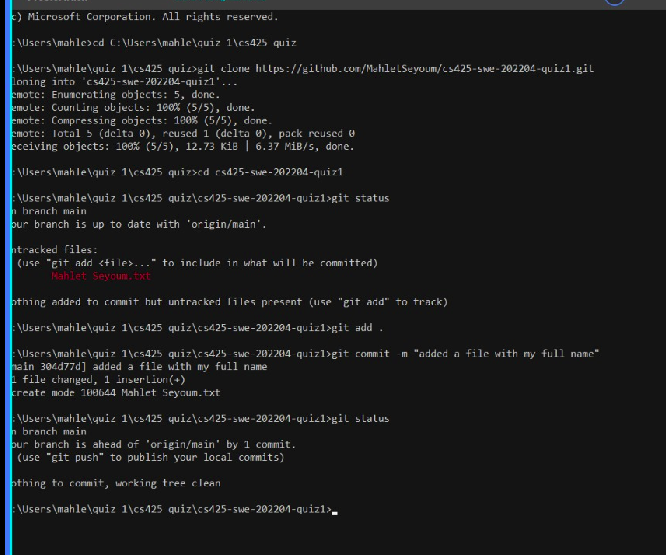 c) Microsoft Corporation. All rights reserved.
:\Users\mahle>cd C:\Users\mahle\quiz 1\cs425 quiz
:\Users\mahle\quiz 1\cs425 quiz>git clone https://github.com/MahletSeyoum/cs425-swe-202204-quiz1.git
loning into 'cs425-swe-202204-quiz1'...
emote: Enumerating objects: 5, done.
emote: Counting objects: 100% (5/5), done.
emote: Compressing objects: 100% (5/5), done.
emote: Total 5 (delta 0), reused 1 (delta 0), pack-reused 0
eceiving objects: 100% (5/5), 12.73 KiB | 6.37 MiB/s, done.
:\Users\mahle\quiz 1\cs425 quiz>cd cs425-swe-202204-quiz1
:\Users\mahle\quiz 1\cs425 quiz\cs425-swe-202204-quiz1>git status
n branch main
our branch is up to date with 'origin/main'.
ntracked files:
(use "git add <file>..." to include in what will be committed)
Mahlet Seyoum.txt
othing added to commit but untracked files present (use "git add" to track)
:\Users\mahle\quiz 1\cs425 quiz\cs425-swe-202204-quiz1>git add .
:\Users\mahle\quiz 1\cs425 quiz\cs425-swe-202204-quiz1>git commit -m "added a file with my full name"
main 304d77d] added a file with my full name
1 file changed, 1 insertion(+)
create mode 100644 Mahlet Seyoum.txt
:\Users\mahle\quiz 1\cs425 quiz\cs425-swe-202204-quiz1>git status
n branch main
our branch is ahead of 'origin/main' by 1 commit.
(use "git push" to publish your local commits)
othing to commit, working tree clean
:\Users\mahle\quiz 1\cs425 quiz\cs425-swe-202204-quiz1>